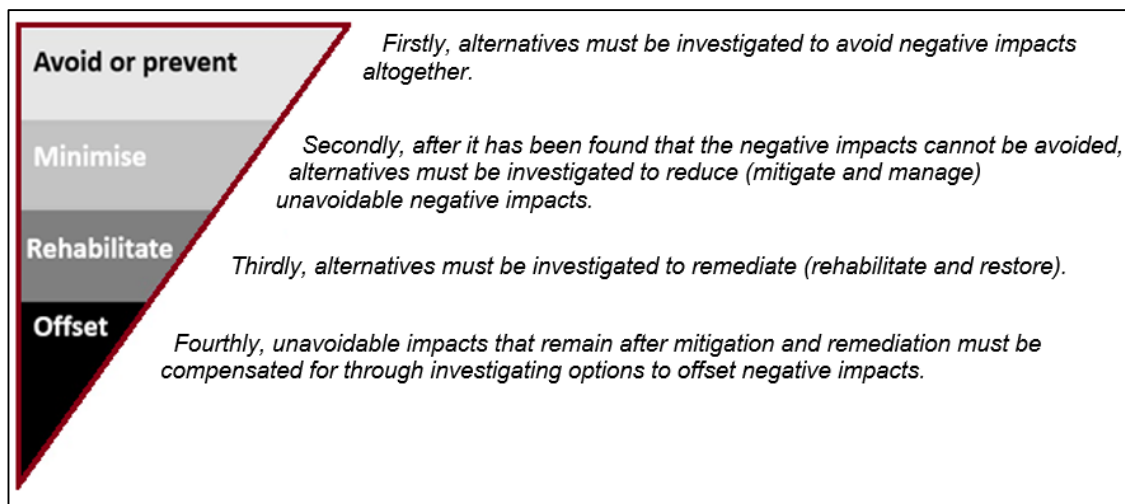 Avoid or prevent
Firstly, alternatives must be investigated to avoid negative impacts
altogether.
Minimise
Secondly, after it has been found that the negative impacts cannot be avoided,
alternatives must be investigated to reduce (mitigate and manage)
unavoidable negative impacts.
Rehabilitate
Thirdly, alternatives must be investigated to remediate (rehabilitate and restore).
Offset
Fourthly, unavoidable impacts that remain after mitigation and remediation must be
compensated for through investigating options to offset negative impacts.